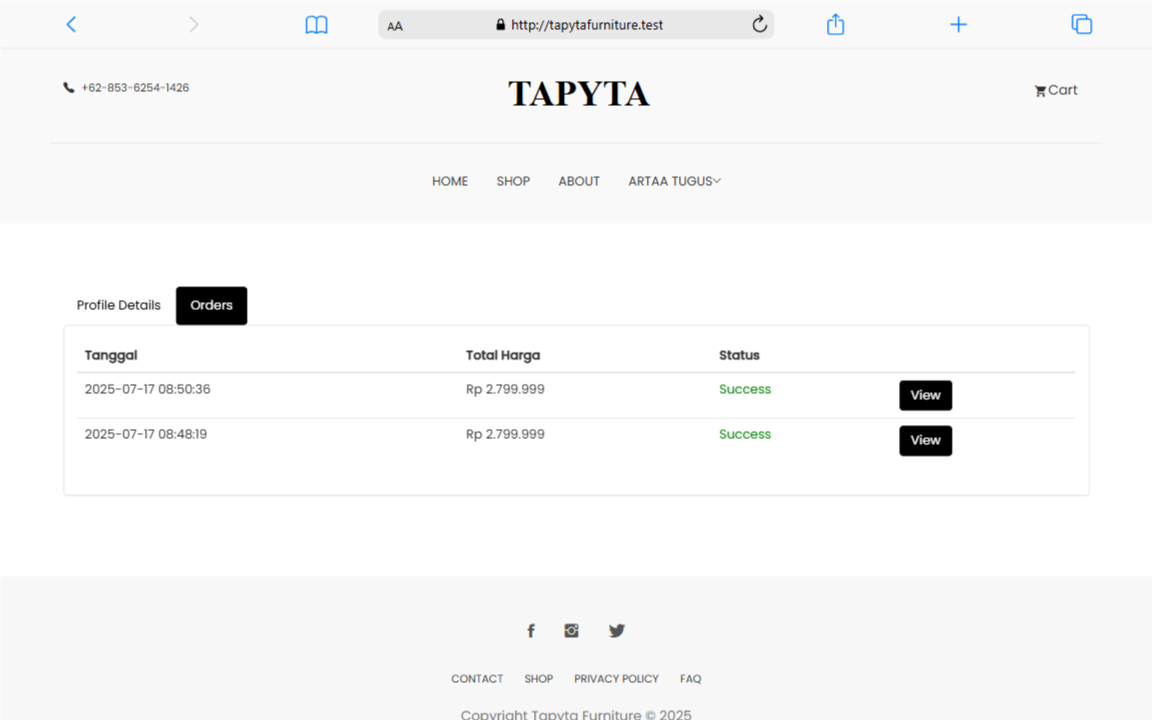 AA http://tapytafurniture.test
+62-853-6254-1426
TAPYTA
Cart
HOME SHOP ABOUT ARTAA TUGUS
Profile Details Orders
Tanggal Total Harga Status
2025-07-17 08:50:36 Rp 2.799.999 Success View
2025-07-17 08:48:19 Rp 2.799.999 Success View
CONTACT SHOP PRIVACY POLICY FAQ
Copyright Tapyta Furniture © 2025